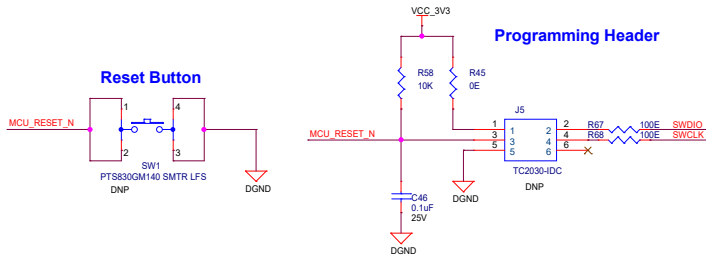 VCC_3V3
Programming Header
Reset Button
R58
10K
R45
0E
MCU_RESET_N
1
4
2
3
SW1
PTS830GM140 SMTR LFS
DNP
DGND
J5
MCU_RESET_N
1
3
5
1
3
5
2
4
6
2
4
6
R67
100E
SWDIO
R68
100E
SWCLK
TC2030-IDC
DNP
DGND
C46
0.1uF
25V
DGND